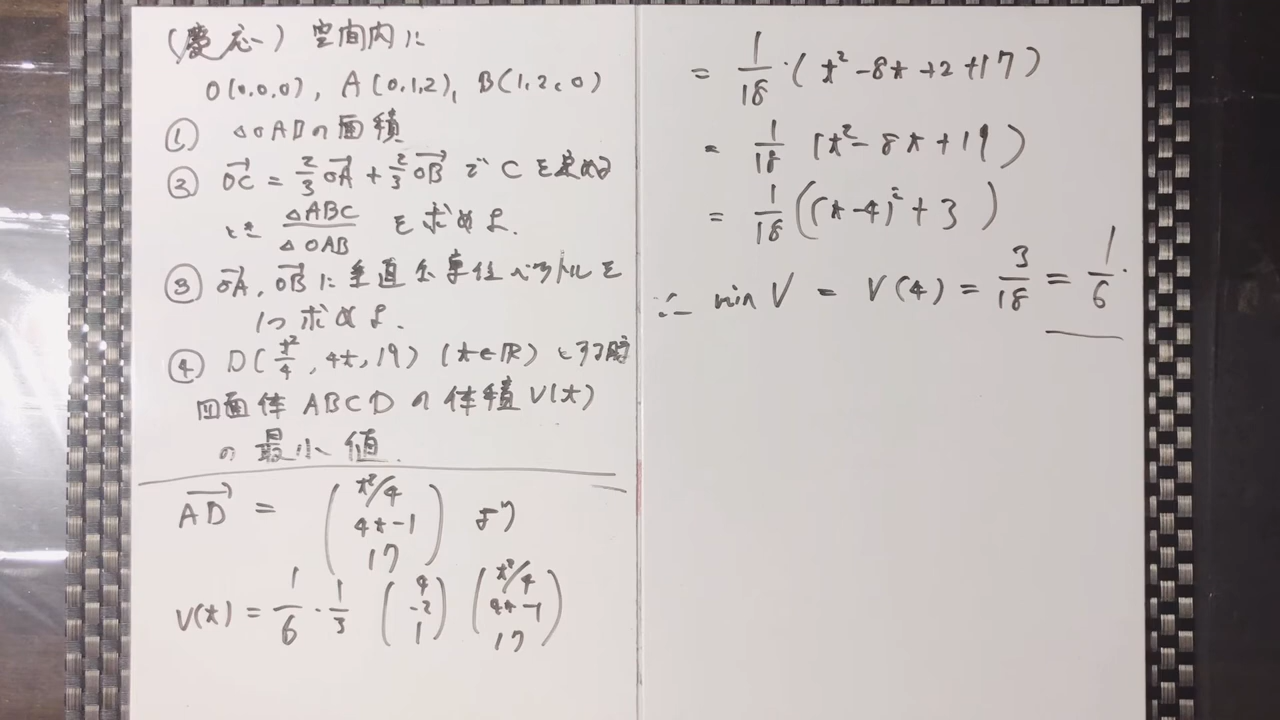 (慶応) 空間内に
O(0,0,0), A(0,1,2), B(1,2,0)
① △OABの面積
② →OC = 2/3 →OA + 2/3 →OB でCを定める
とき △ABC/△OAB を求めよ.
③ →OA, →OBに垂直な単位ベクトルを
1つ求めよ.
④ D(t²/4, 4t, 19) (t∈ℝ) とする時
四面体ABCDの体積V(t)
の最小値.
→AD = (t²/4 4t-1 17) より
V(t) = 1/6 · 1/3 (4 -2 1) (t²/4 4t-1 17)
= 1/18 · (t² -8t +2 +17)
= 1/18 (t² - 8t + 19)
= 1/18 ((t-4)² + 3)
∴ min V = V(4) = 3/18 = 1/6.